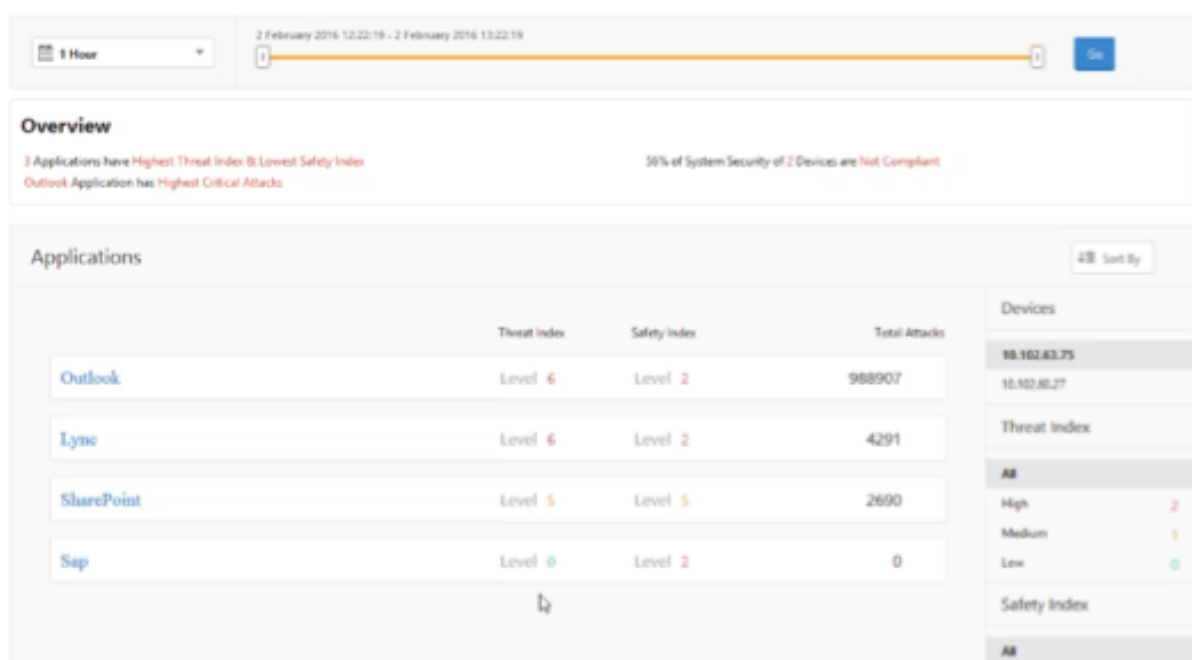 2 February 2016 12:22:19 - 2 February 2016 13:22:19
1 Hour
Go
Overview
3 Applications have Highest Threat Index & Lowest Safety Index
56% of System Security of 2 Devices are Not Compliant
Outlook Application has Highest Critical Attacks
Applications
Sort By
Threat Index Safety Index Total Attacks
Outlook Level 6 Level 2 988907
Lync Level 6 Level 2 4291
SharePoint Level 5 Level 5 2690
Sap Level 0 Level 2 0
Devices
10.102.63.75
10.102.60.27
Threat Index
All
High 2
Medium 1
Low 0
Safety Index
All